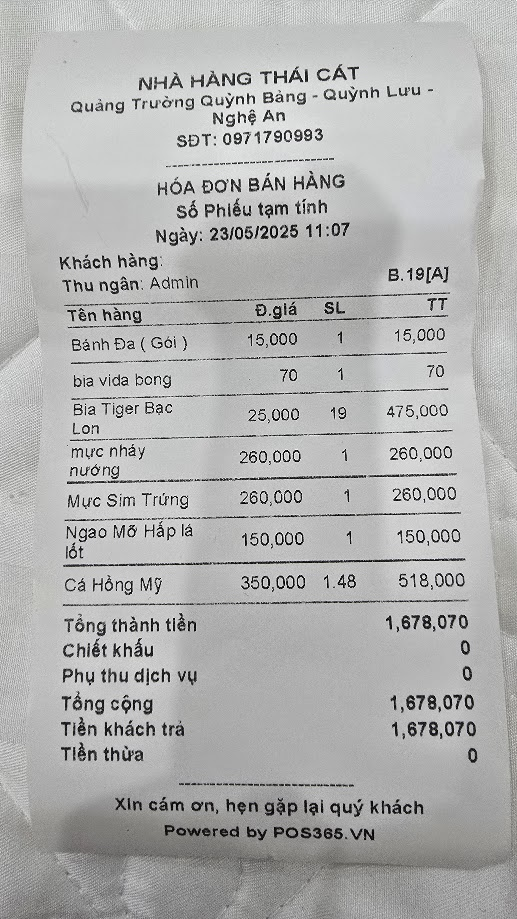 NHÀ HÀNG THÁI CÁT
Quảng Trường Quỳnh Bảng - Quỳnh Lưu -
Nghệ An
SĐT: 0971790993
HÓA ĐƠN BÁN HÀNG
Số Phiếu tạm tính
Ngày: 23/05/2025 11:07
Khách hàng:
Thu ngân: Admin B.19[A]
Tên hàng Đ.giá SL TT
Bánh Đa ( Gói ) 15,000 1 15,000
bia vida bong 70 1 70
Bia Tiger Bạc 25,000 19 475,000
Lon
mực nháy 260,000 1 260,000
nướng
Mực Sim Trứng 260,000 1 260,000
Ngao Mỡ Hấp lá 150,000 1 150,000
lốt
Cá Hồng Mỹ 350,000 1.48 518,000
Tổng thành tiền 1,678,070
Chiết khấu 0
Phụ thu dịch vụ 0
Tổng cộng 1,678,070
Tiền khách trả 1,678,070
Tiền thừa 0
Xin cám ơn, hẹn gặp lại quý khách
Powered by POS365.VN